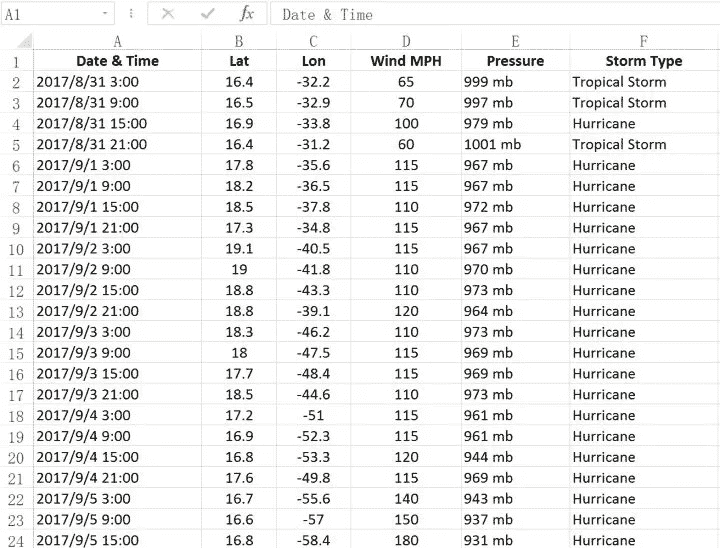 A1 fx Date & Time
A B C D E F
1 Date & Time Lat Lon Wind MPH Pressure Storm Type
2 2017/8/31 3:00 16.4 -32.2 65 999 mb Tropical Storm
3 2017/8/31 9:00 16.5 -32.9 70 997 mb Tropical Storm
4 2017/8/31 15:00 16.9 -33.8 100 979 mb Hurricane
5 2017/8/31 21:00 16.4 -31.2 60 1001 mb Tropical Storm
6 2017/9/1 3:00 17.8 -35.6 115 967 mb Hurricane
7 2017/9/1 9:00 18.2 -36.5 115 967 mb Hurricane
8 2017/9/1 15:00 18.5 -37.8 110 972 mb Hurricane
9 2017/9/1 21:00 17.3 -34.8 115 967 mb Hurricane
10 2017/9/2 3:00 19.1 -40.5 115 967 mb Hurricane
11 2017/9/2 9:00 19 -41.8 110 970 mb Hurricane
12 2017/9/2 15:00 18.8 -43.3 110 973 mb Hurricane
13 2017/9/2 21:00 18.8 -39.1 120 964 mb Hurricane
14 2017/9/3 3:00 18.3 -46.2 110 973 mb Hurricane
15 2017/9/3 9:00 18 -47.5 115 969 mb Hurricane
16 2017/9/3 15:00 17.7 -48.4 115 969 mb Hurricane
17 2017/9/3 21:00 18.5 -44.6 110 973 mb Hurricane
18 2017/9/4 3:00 17.2 -51 115 961 mb Hurricane
19 2017/9/4 9:00 16.9 -52.3 115 961 mb Hurricane
20 2017/9/4 15:00 16.8 -53.3 120 944 mb Hurricane
21 2017/9/4 21:00 17.6 -49.8 115 969 mb Hurricane
22 2017/9/5 3:00 16.7 -55.6 140 943 mb Hurricane
23 2017/9/5 9:00 16.6 -57 150 937 mb Hurricane
24 2017/9/5 15:00 16.8 -58.4 180 931 mb Hurricane